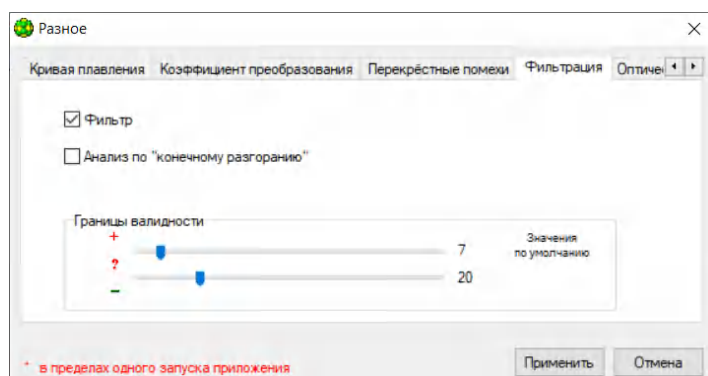 Разное
Кривая плавления Коэффициент преобразования Перекрёстные помехи Фильтрация Оптичес
Фильтр
Анализ по "конечному разгоранию"
Границы валидности
+
7
Значения
по умолчанию
?
20
–
* в пределах одного запуска приложения
Применить Отмена